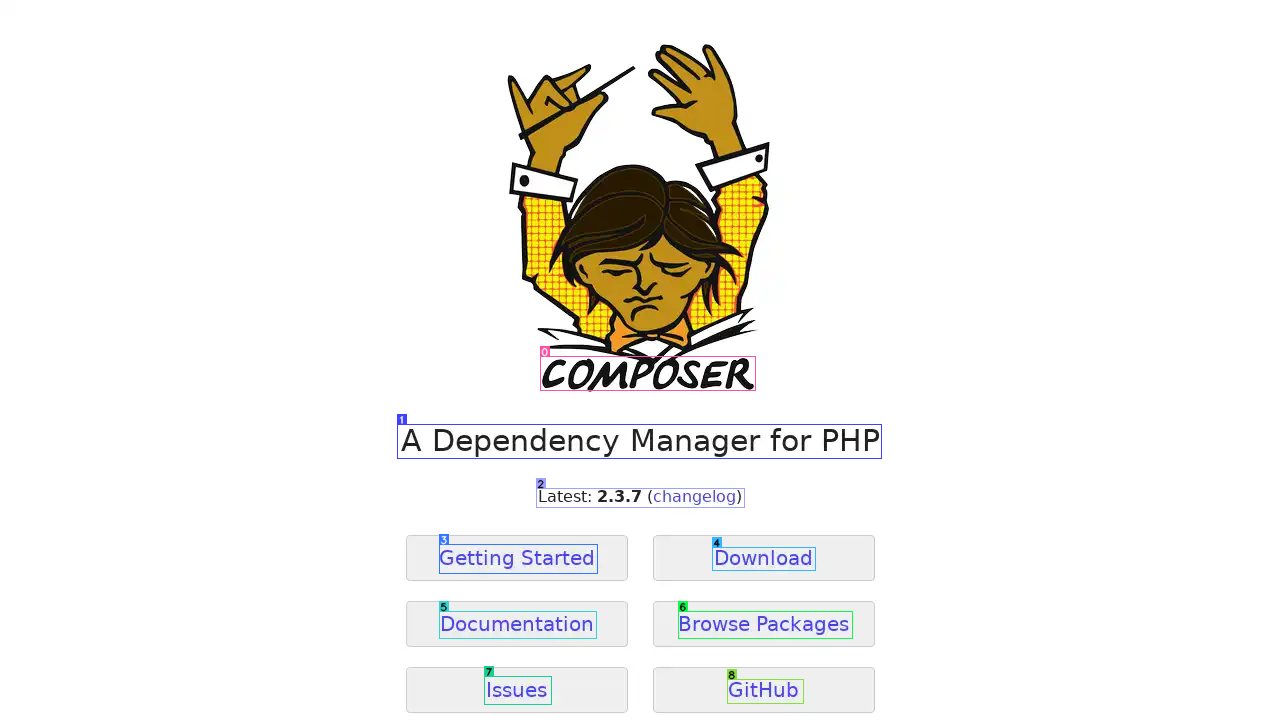 COMPOSER
A Dependency Manager for PHP
Latest: 2.3.7 (changelog)
Getting Started
Download
Documentation
Browse Packages
Issues
GitHub
0
1
2
3
4
5
6
7
8